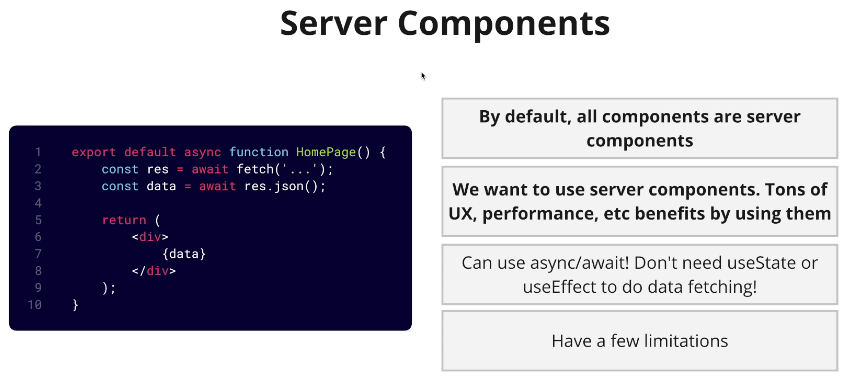 Server Components
1 export default async function HomePage() {
2     const res = await fetch('...');
3     const data = await res.json();
4
5     return (
6         <div>
7             {data}
8         </div>
9     );
10 }
By default, all components are server
components
We want to use server components. Tons of
UX, performance, etc benefits by using them
Can use async/await! Don't need useState or
useEffect to do data fetching!
Have a few limitations